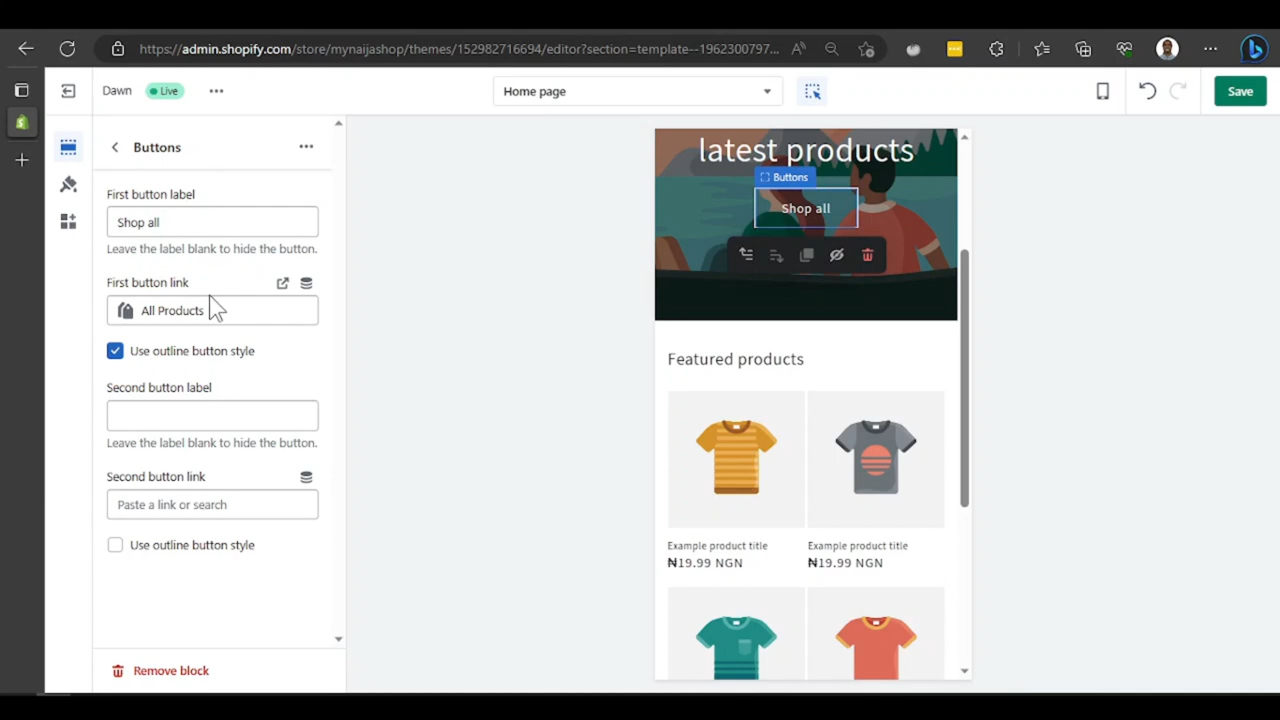 https://admin.shopify.com/store/mynaijashop/themes/152982716694/editor?section=template--1962300797...
Dawn
Live
Home page
Save
Buttons
First button label
Shop all
Leave the label blank to hide the button.
First button link
All Products
Use outline button style
Second button label
Leave the label blank to hide the button.
Second button link
Paste a link or search
Use outline button style
Remove block
latest products
Buttons
Shop all
Featured products
Example product title
₦19.99 NGN
Example product title
₦19.99 NGN